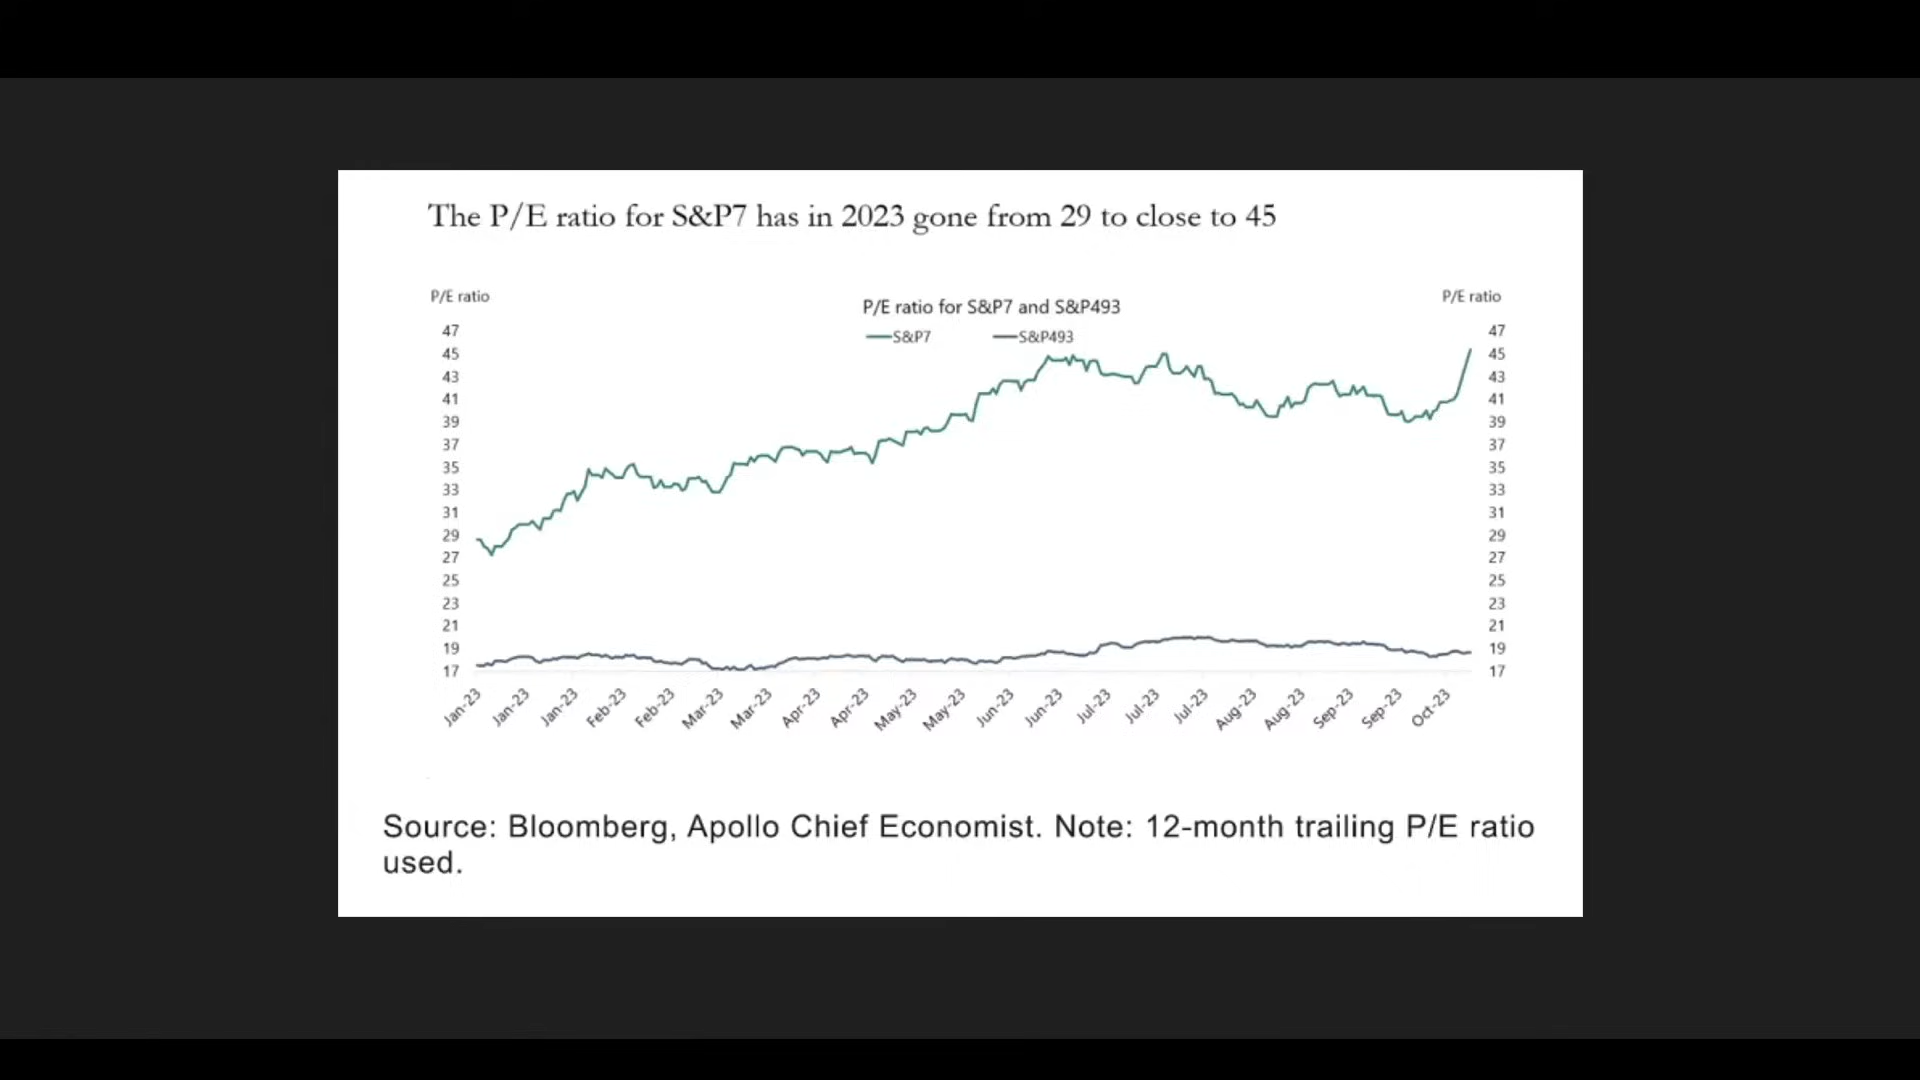 The P/E ratio for S&P7 has in 2023 gone from 29 to close to 45
P/E ratio
P/E ratio for S&P7 and S&P493
P/E ratio
S&P7
S&P493
47
45
43
41
39
37
35
33
31
29
27
25
23
21
19
17
47
45
43
41
39
37
35
33
31
29
27
25
23
21
19
17
Jan-23
Jan-23
Jan-23
Feb-23
Feb-23
Mar-23
Mar-23
Apr-23
Apr-23
May-23
May-23
Jun-23
Jun-23
Jul-23
Jul-23
Jul-23
Aug-23
Aug-23
Sep-23
Sep-23
Oct-23
Source: Bloomberg, Apollo Chief Economist. Note: 12-month trailing P/E ratio
used.